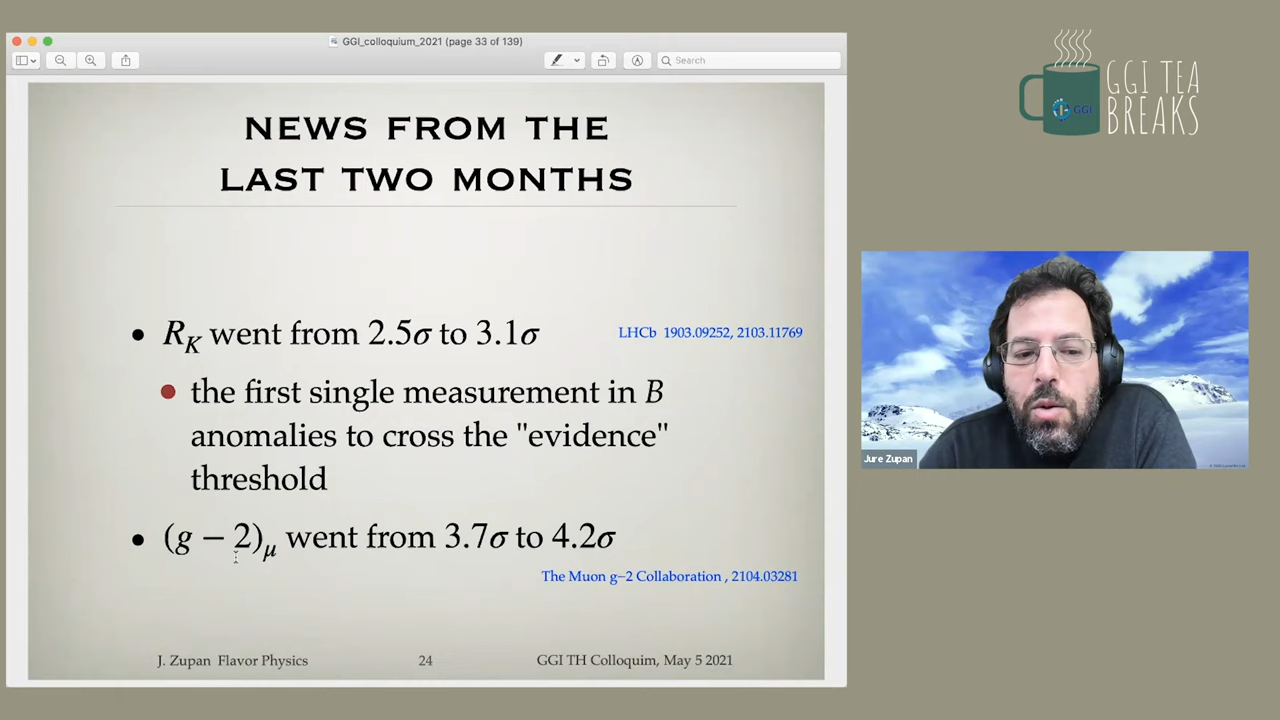 GGI_colloquium_2021 (page 33 of 139)
Search
NEWS FROM THE
LAST TWO MONTHS
• R_K went from 2.5σ to 3.1σ
LHCb 1903.09252, 2103.11769
• the first single measurement in B
anomalies to cross the "evidence"
threshold
• (g − 2)_μ went from 3.7σ to 4.2σ
The Muon g−2 Collaboration , 2104.03281
J. Zupan Flavor Physics
24
GGI TH Colloquim, May 5 2021
GGI
GGI TEA
BREAKS
Jure Zupan